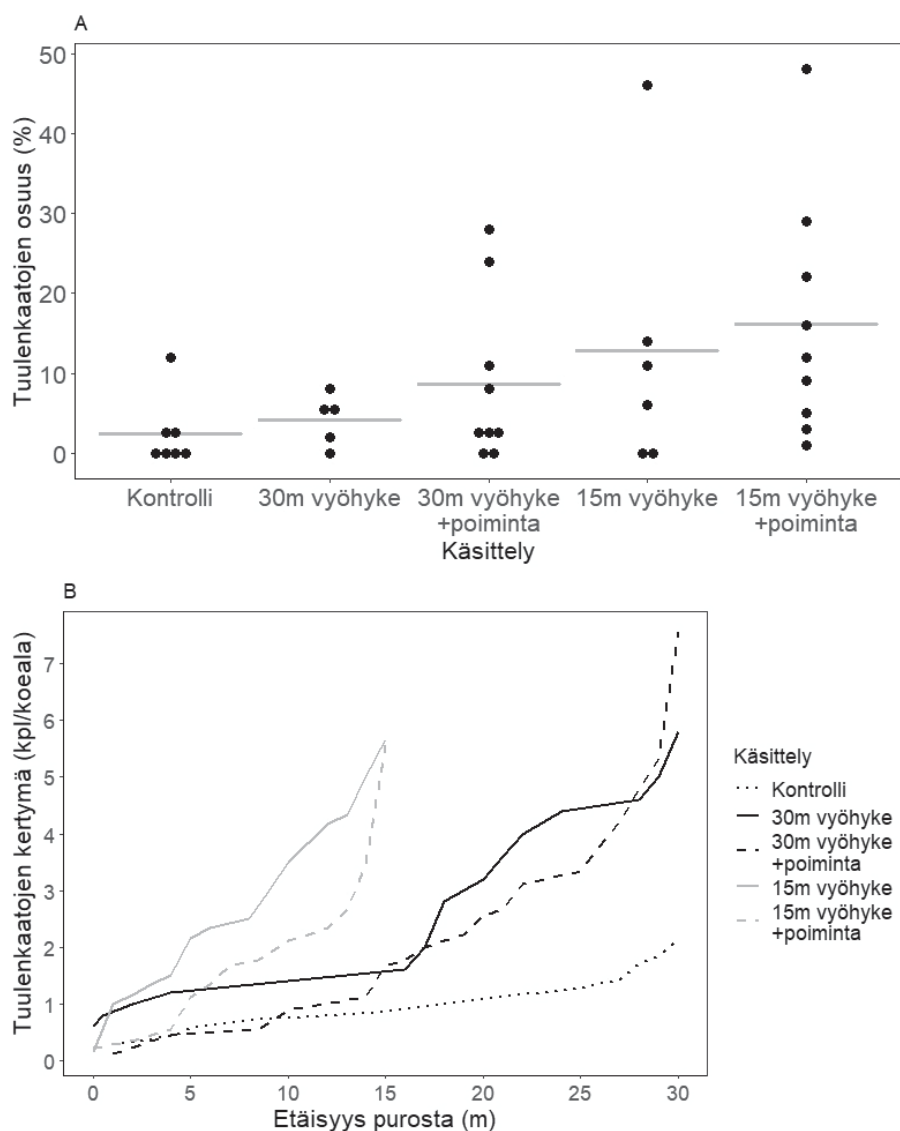 A
Tuulenkaatojen osuus (%)
50
40
30
20
10
0
Kontrolli
30m vyöhyke
30m vyöhyke
+poiminta
15m vyöhyke
15m vyöhyke
+poiminta
Käsittely
B
Tuulenkaatojen kertymä (kpl/koeala)
7
6
5
4
3
2
1
0
0
5
10
15
20
25
30
Etäisyys purosta (m)
Käsittely
Kontrolli
30m vyöhyke
30m vyöhyke
+poiminta
15m vyöhyke
15m vyöhyke
+poiminta